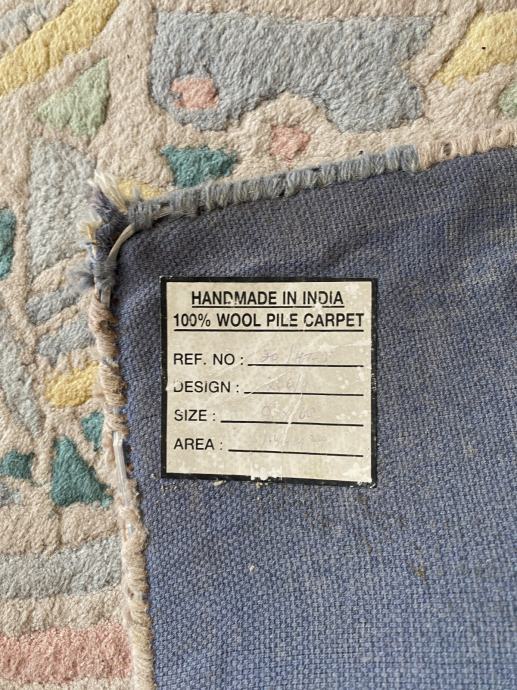 HANDMADE IN INDIA
100% WOOL PILE CARPET
REF. NO :
DESIGN :
SIZE :
AREA :